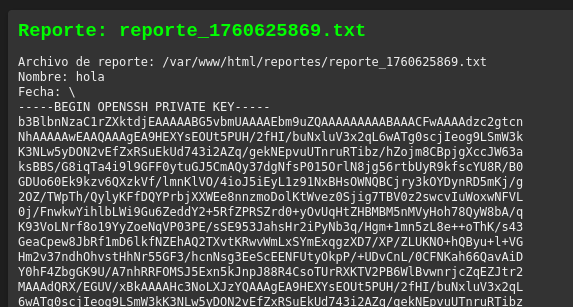 Reporte: reporte_1760625869.txt
Archivo de reporte: /var/www/html/reportes/reporte_1760625869.txt
Nombre: hola
Fecha: \
-----BEGIN OPENSSH PRIVATE KEY-----
b3BlbnNzaC1rZXktdjEAAAAABG5vbmUAAAAEbm9uZQAAAAAAAAABAAACFwAAAAdzc2gtcn
NhAAAAAwEAAQAAAgEA9HEXYsEOUt5PUH/2fHI/buNxluV3x2qL6wATg0scjIeog9LSmW3k
K3NLw5yDON2vEfZxRSuEkUd743i2AZq/gekNEpvuUTnruRTibz/hZojm8CBpjgXccJW63a
ksBBS/G8iqTa4i9l9GFF0ytuGJ5CmAQy37dgNfsP015OrlN8jg56rtbUyR9kfscYU8R/B0
GDUo60Ek9kzv6QXzkVf/lmnKlVO/4ioJ5iEyL1z91NxBHsOWNQBCjry3kOYDynRD5mKj/g
2OZ/TWpTh/QylyKFfDQYPrbjXXWEe8nnzmoDolKtWvez0Sjig7TBV0z2swcvIuWoxwNFVL
0j/FnwkwYihlbLWi9Gu6ZeddY2+5RfZPRSZrd0+yOvUqHtZHBMBM5nMVyHoh78QyW8bA/q
K93VoLNrf8o19YyZoeNqVP03PE/sSE953JahsHr2iPyNb3q/Hgm+1mn5zL8e++oThK/s43
GeaCpew8JbRf1mD6lkfNZEhAQ2TXvtKRwvWmLxSYmExqgzXD7/XP/ZLUKNO+hQByu+l+VG
Hm2v37ndhOhvstHhNr55GF3/hcnNsg3EeScEENFUtyOkpP/+UDvCnL/0CFNKah66QavAiD
Y0hF4ZbgGK9U/A7nhRRFOMSJ5Exn5kJnpJ88R4CsoTUrRXKTV2PB6WlBvwnrjcZqEZJtr2
MAAAdQRX/EGUV/xBkAAAAHc3NoLXJzYQAAAgEA9HEXYsEOUt5PUH/2fHI/buNxluV3x2qL
6wATg0scjIeog9LSmW3kK3NLw5yDON2vEfZxRSuEkUd743i2AZq/gekNEpvuUTnruRTibz